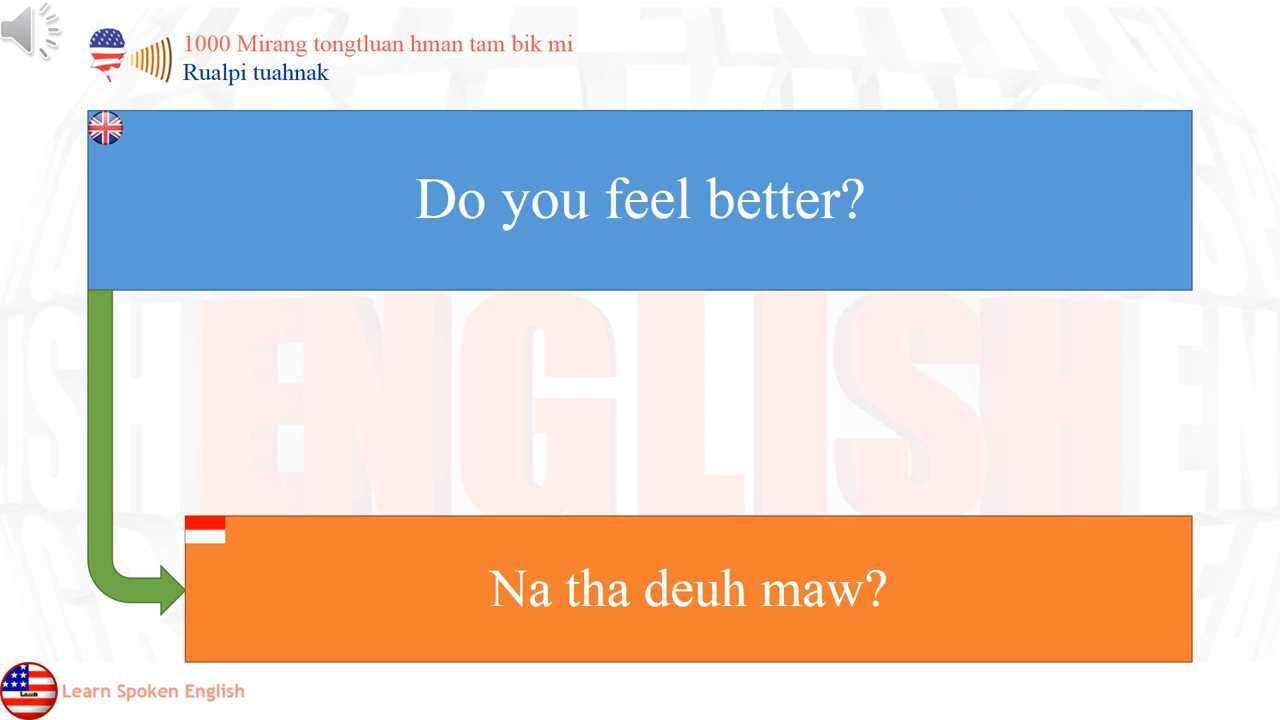 1000 Mirang tongtluan hman tam bik mi
Rualpi tuahnak
Do you feel better?
ENGLISH
Na tha deuh maw?
Learn Spoken English